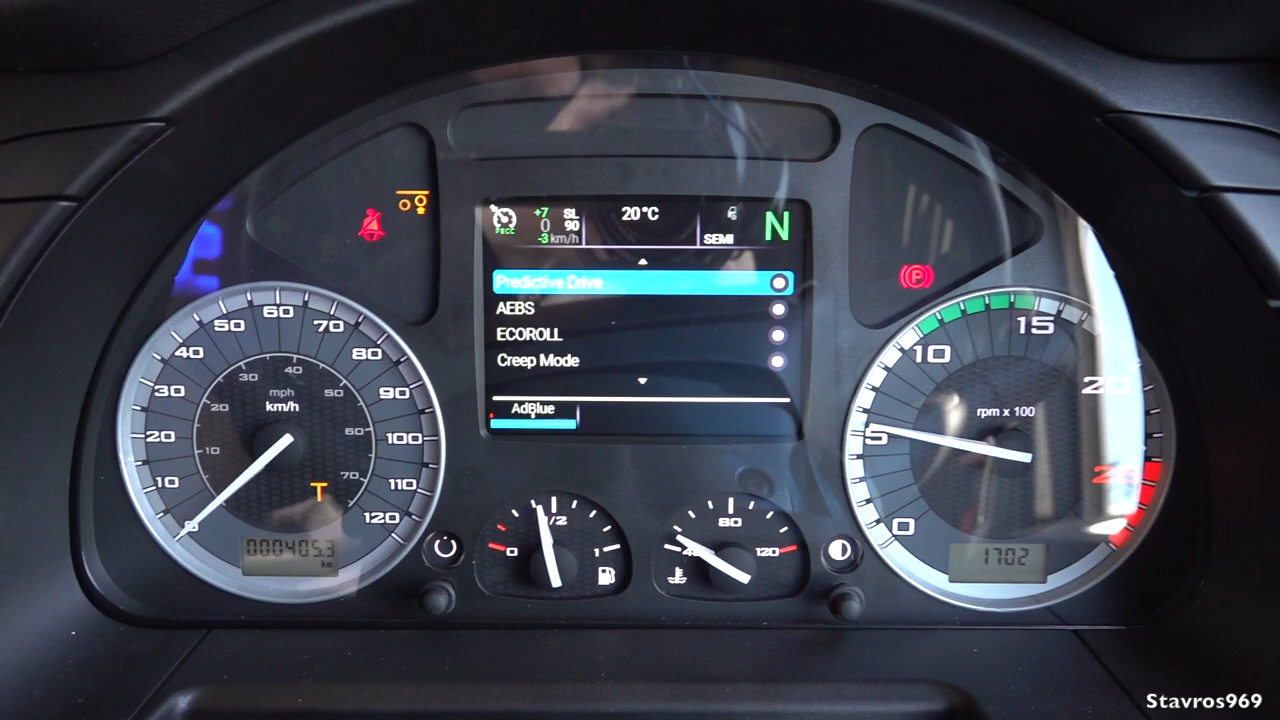 +7 SL
0 90
-3 km/h
PECC
20°C
SEMI
N
Predictive Drive
AEBS
ECOROLL
Creep Mode
AdBlue
P
0
10
20
30
40
50
60
70
80
90
100
110
120
10
20
30
40
50
60
70
mph
km/h
T
000405.3
km
0
1/2
1
40
80
120
0
5
10
15
20
rpm x 100
1702
Stavros969